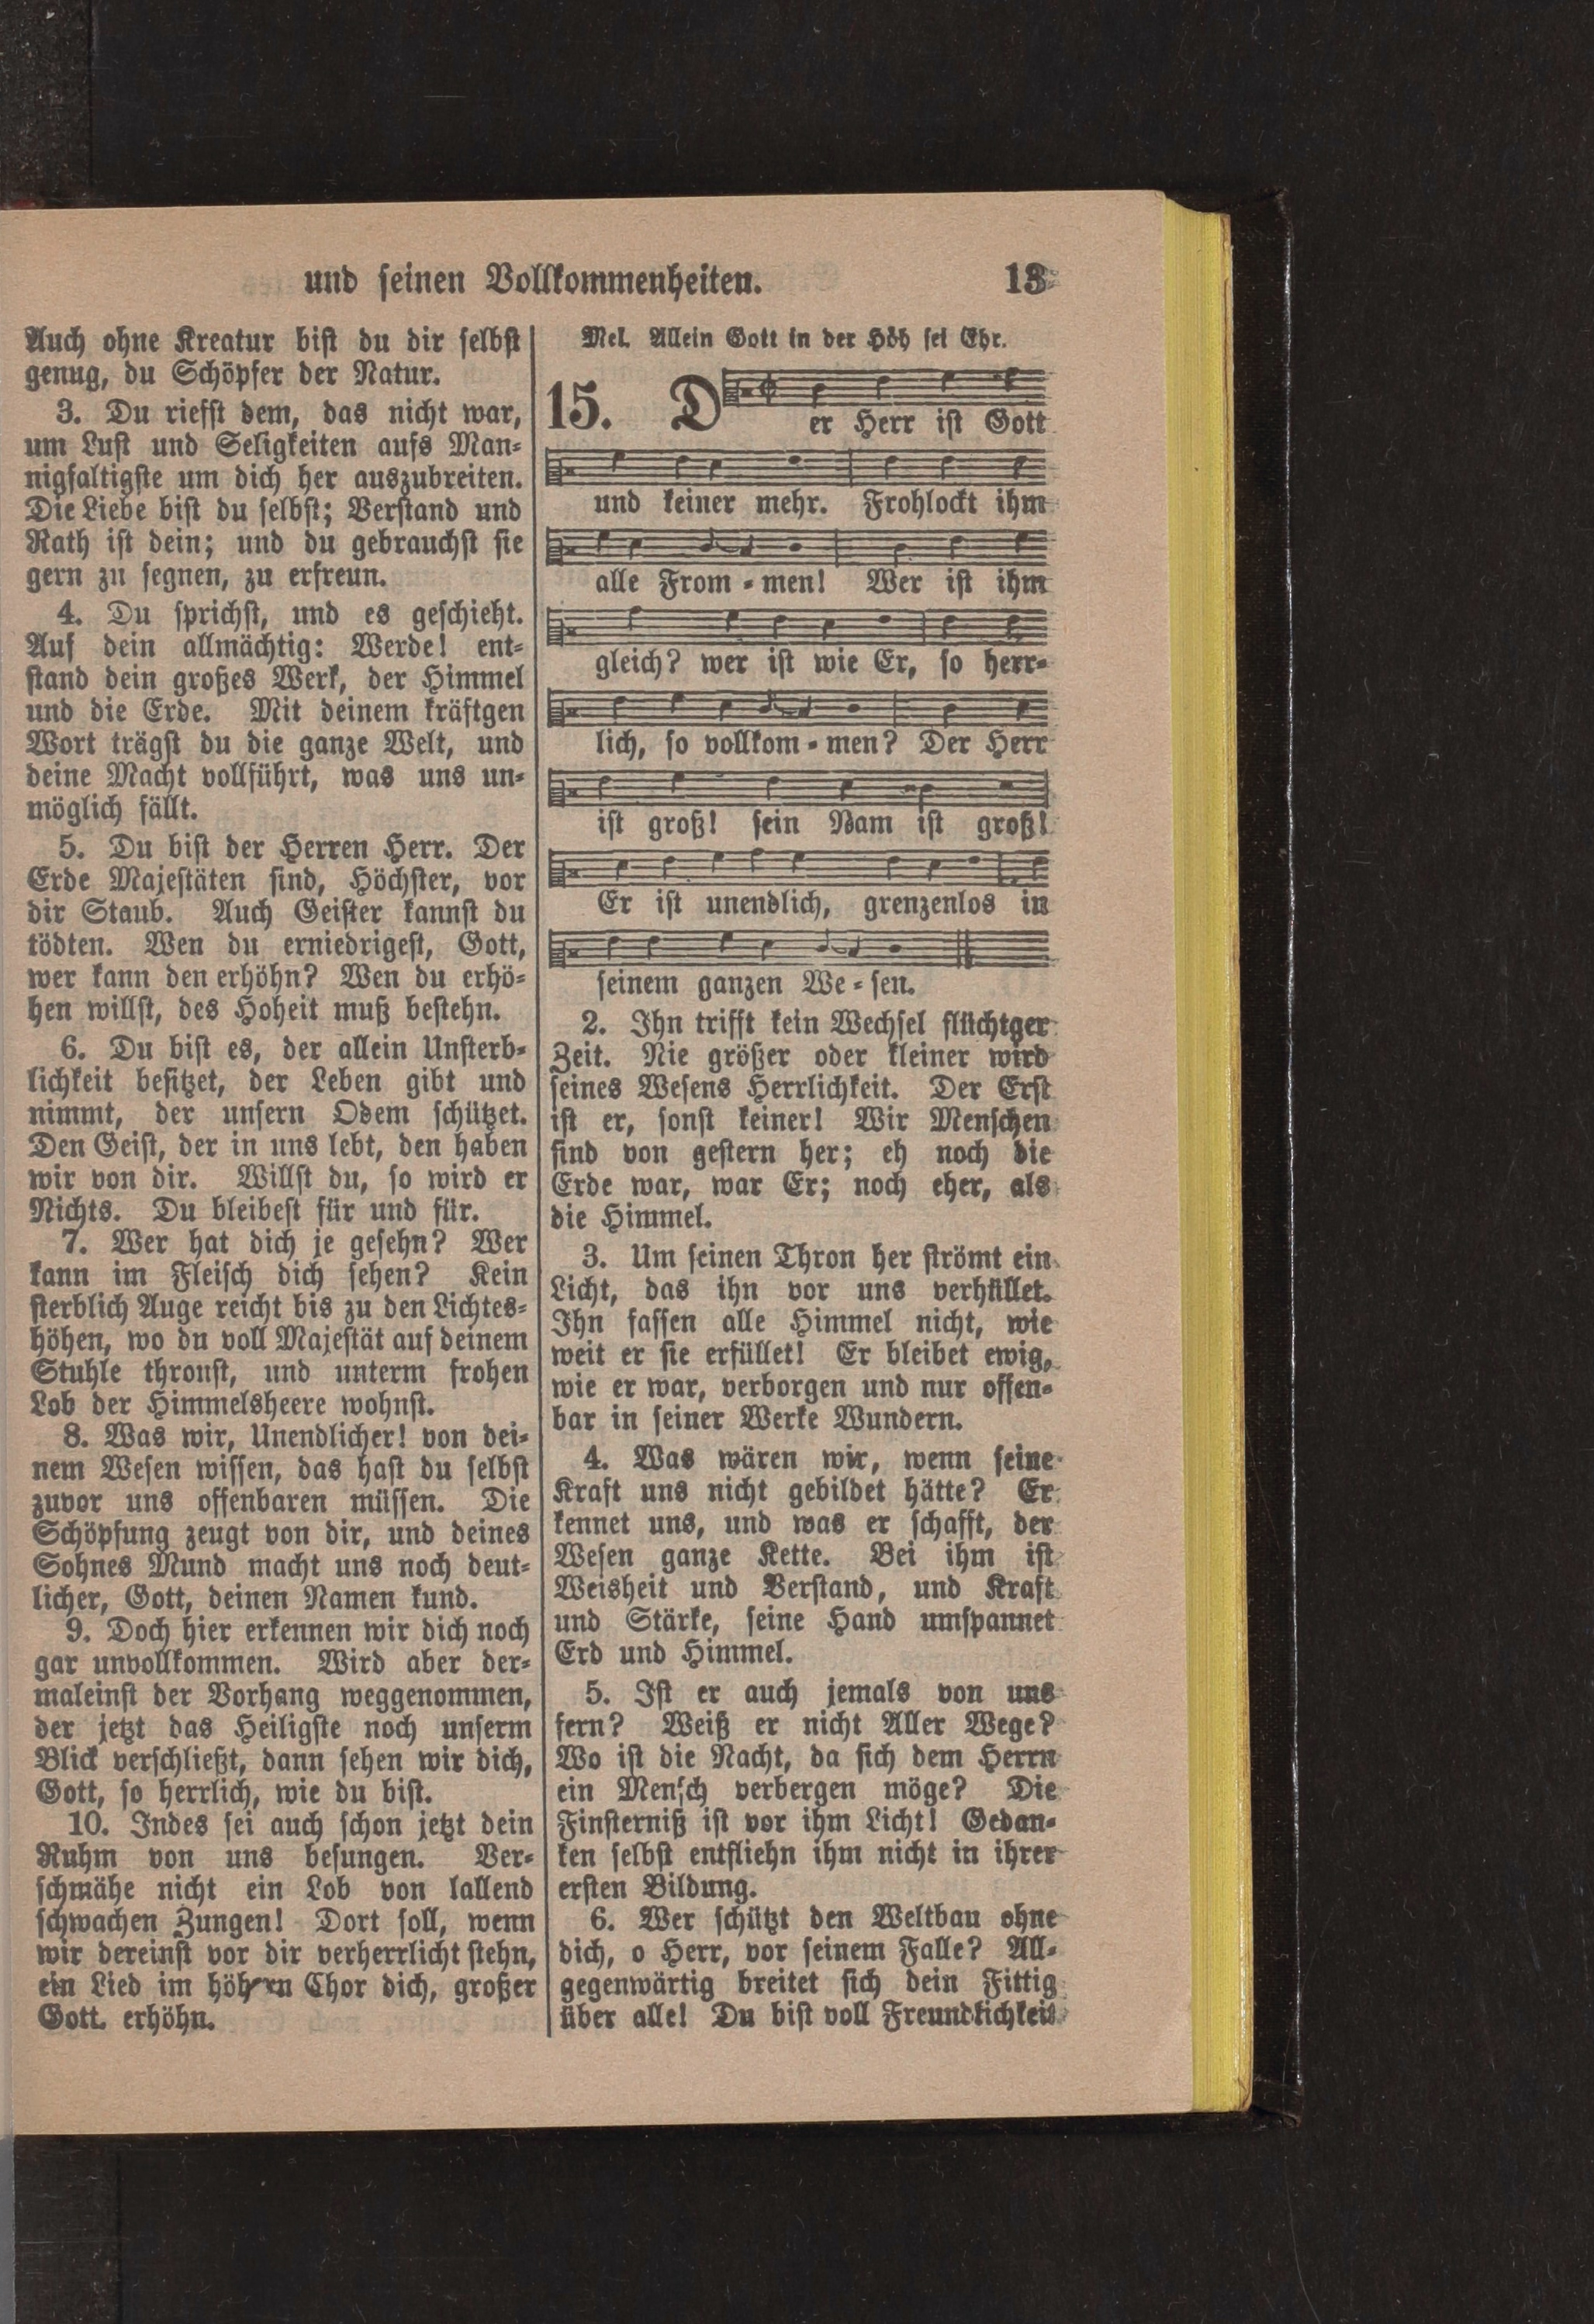 und seinen Vollkommenheiten. 13
Auch ohne Kreatur bist du dir selbst
genug, du Schöpfer der Natur.
3. Du riefst dem, das nicht war,
um Lust und Seligkeiten aufs Man-
nigfaltigste um dich her auszubreiten.
Die Liebe bist du selbst; Verstand und
Rath ist dein; und du gebrauchst sie
gern zu segnen, zu erfreun.
4. Du sprichst, und es geschieht.
Auf dein allmächtig: Werde! ent-
stand dein großes Werk, der Himmel
und die Erde. Mit deinem kräftgen
Wort trägst du die ganze Welt, und
deine Macht vollführt, was uns un-
möglich fällt.
5. Du bist der Herren Herr. Der
Erde Majestäten sind, Höchster, vor
dir Staub. Auch Geister kannst du
tödten. Wen du erniedrigest, Gott,
wer kann den erhöhn? Wen du erhö-
hen willst, des Hoheit muß bestehn.
6. Du bist es, der allein Unsterb-
lichkeit besitzet, der Leben gibt und
nimmt, der unsern Odem schützet.
Den Geist, der in uns lebt, den haben
wir von dir. Willst du, so wird er
Nichts. Du bleibest für und für.
7. Wer hat dich je gesehn? Wer
kann im Fleisch dich sehen? Kein
sterblich Auge reicht bis zu den Lichtes-
höhen, wo du voll Majestät auf deinem
Stuhle thronst, und unterm frohen
Lob der Himmelsheere wohnst.
8. Was wir, Unendlicher! von dei-
nem Wesen wissen, das hast du selbst
zuvor uns offenbaren müssen. Die
Schöpfung zeugt von dir, und deines
Sohnes Mund macht uns noch deut-
licher, Gott, deinen Namen kund.
9. Doch hier erkennen wir dich noch
gar unvollkommen. Wird aber der-
maleinst der Vorhang weggenommen,
der jetzt das Heiligste noch unserm
Blick verschließt, dann sehen wir dich,
Gott, so herrlich, wie du bist.
10. Indes sei auch schon jetzt dein
Ruhm von uns besungen. Ver-
schmähe nicht ein Lob von lallend
schwachen Zungen! Dort soll, wenn
wir dereinst vor dir verherrlicht stehn,
ein Lied im höhern Chor dich, großer
Gott. erhöhn.
Mel. Allein Gott in der Höh sei Ehr.
15. Der Herr ist Gott
und keiner mehr. Frohlockt ihm
alle From-men! Wer ist ihm
gleich? wer ist wie Er, so herr-
lich, so vollkom-men? Der Herr
ist groß! sein Nam ist groß!
Er ist unendlich, grenzenlos in
seinem ganzen We-sen.
2. Ihn trifft kein Wechsel flüchtger
Zeit. Nie größer oder kleiner wird
seines Wesens Herrlichkeit. Der Erst
ist er, sonst keiner! Wir Menschen
sind von gestern her; eh noch die
Erde war, war Er; noch eher, als
die Himmel.
3. Um seinen Thron her strömt ein
Licht, das ihn vor uns verhüllet.
Ihn fassen alle Himmel nicht, wie
weit er sie erfüllet! Er bleibet ewig,
wie er war, verborgen und nur offen-
bar in seiner Werke Wundern.
4. Was wären wir, wenn seine
Kraft uns nicht gebildet hätte? Er
kennet uns, und was er schafft, der
Wesen ganze Kette. Bei ihm ist
Weisheit und Verstand, und Kraft
und Stärke, seine Hand umspannet
Erd und Himmel.
5. Ist er auch jemals von uns
fern? Weiß er nicht Aller Wege?
Wo ist die Nacht, da sich dem Herrn
ein Mensch verbergen möge? Die
Finsterniß ist vor ihm Licht! Gedan-
ken selbst entfliehn ihm nicht in ihrer
ersten Bildung.
6. Wer schützt den Weltbau ohne
dich, o Herr, vor seinem Falle? All-
gegenwärtig breitet sich dein Fittig
über alle! Du bist voll Freundlichkeit